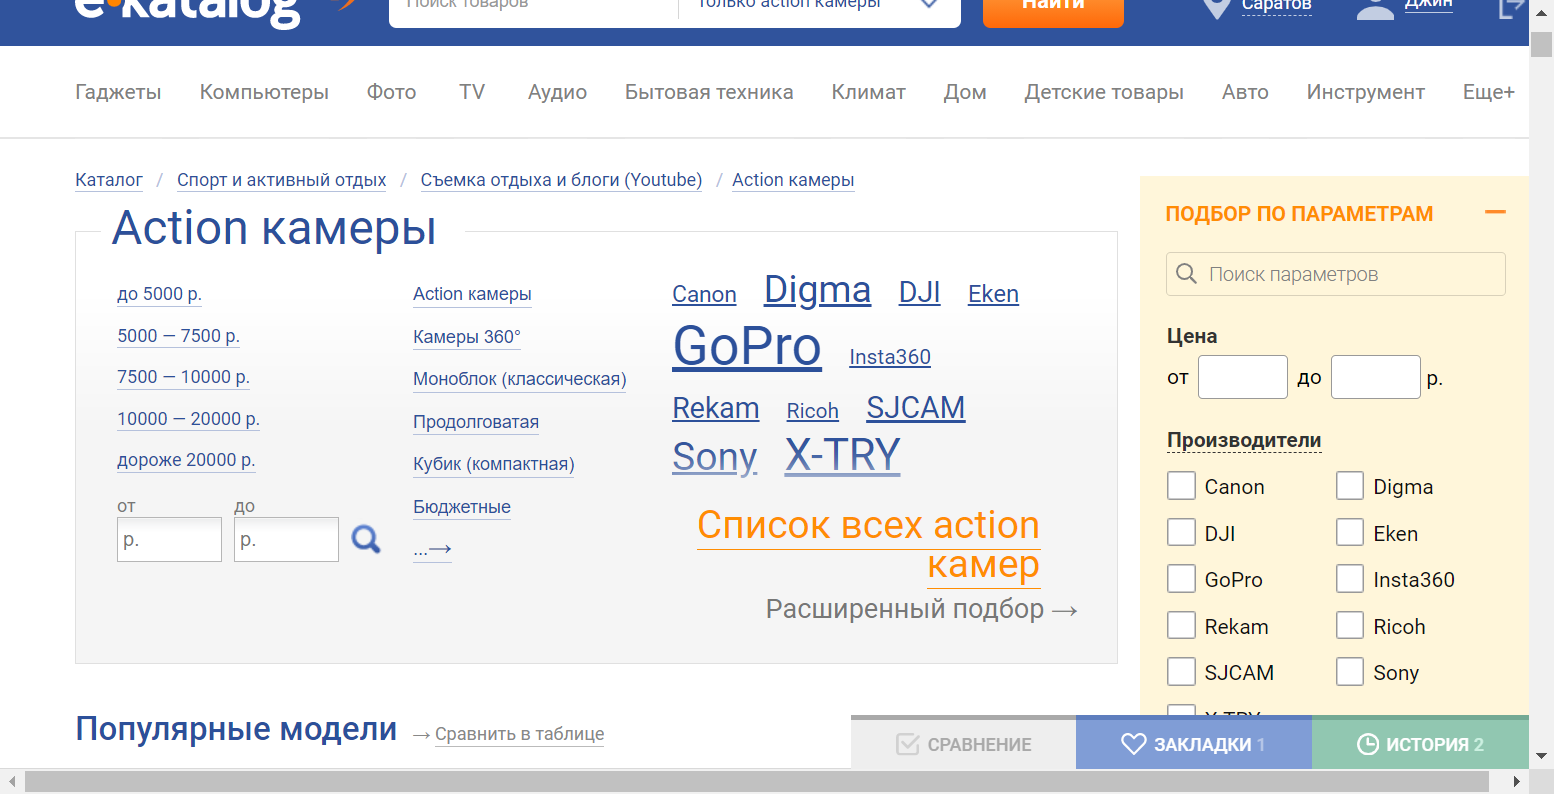 e-каталог
Поиск товаров
только action камеры
Найти
Саратов
Джин
Гаджеты Компьютеры Фото TV Аудио Бытовая техника Климат Дом Детские товары Авто Инструмент Еще+
Каталог / Спорт и активный отдых / Съемка отдыха и блоги (Youtube) / Action камеры
Action камеры
до 5000 р.
5000 — 7500 р.
7500 — 10000 р.
10000 — 20000 р.
дороже 20000 р.
от до
р. р.
Action камеры
Камеры 360°
Моноблок (классическая)
Продолговатая
Кубик (компактная)
Бюджетные
...→
Canon Digma DJI Eken
GoPro Insta360
Rekam Ricoh SJCAM
Sony X-TRY
Список всех action
камер
Расширенный подбор →
ПОДБОР ПО ПАРАМЕТРАМ
Поиск параметров
Цена
от до р.
Производители
Canon Digma
DJI Eken
GoPro Insta360
Rekam Ricoh
SJCAM Sony
X-TRY
Популярные модели → Сравнить в таблице
СРАВНЕНИЕ ЗАКЛАДКИ 1 ИСТОРИЯ 2